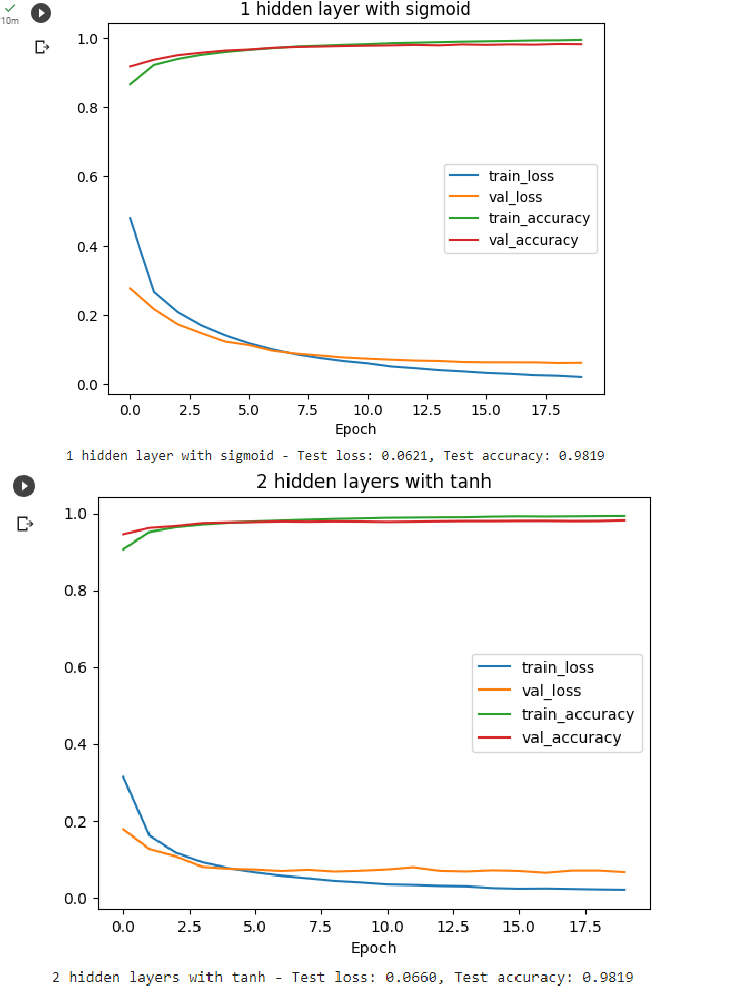 1 hidden layer with sigmoid
10m
1.0
0.8
0.6
0.4
0.2
0.0
train_loss
val_loss
train_accuracy
val_accuracy
0.0 2.5 5.0 7.5 10.0 12.5 15.0 17.5
Epoch
1 hidden layer with sigmoid - Test loss: 0.0621, Test accuracy: 0.9819
2 hidden layers with tanh
1.0
0.8
0.6
0.4
0.2
0.0
train_loss
val_loss
train_accuracy
val_accuracy
0.0 2.5 5.0 7.5 10.0 12.5 15.0 17.5
Epoch
2 hidden layers with tanh - Test loss: 0.0660, Test accuracy: 0.9819